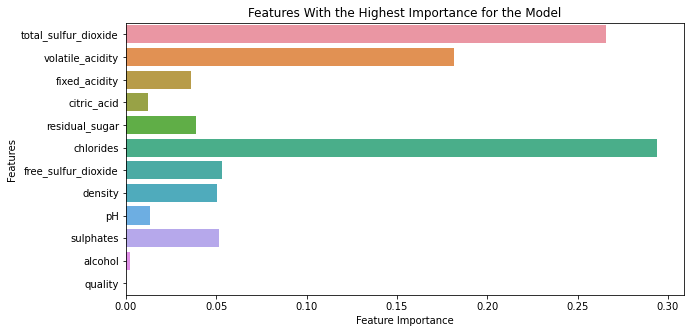 Features With the Highest Importance for the Model
total_sulfur_dioxide
volatile_acidity
fixed_acidity
citric_acid
residual_sugar
chlorides
free_sulfur_dioxide
density
pH
sulphates
alcohol
quality
Features
0.00 0.05 0.10 0.15 0.20 0.25 0.30
Feature Importance